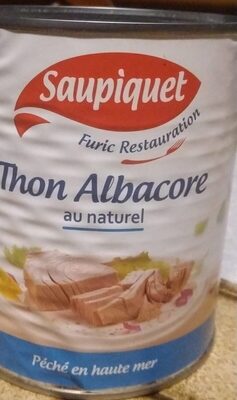 Saupiquet
Furic Restauration
Thon Albacore
au naturel
Péché en haute mer